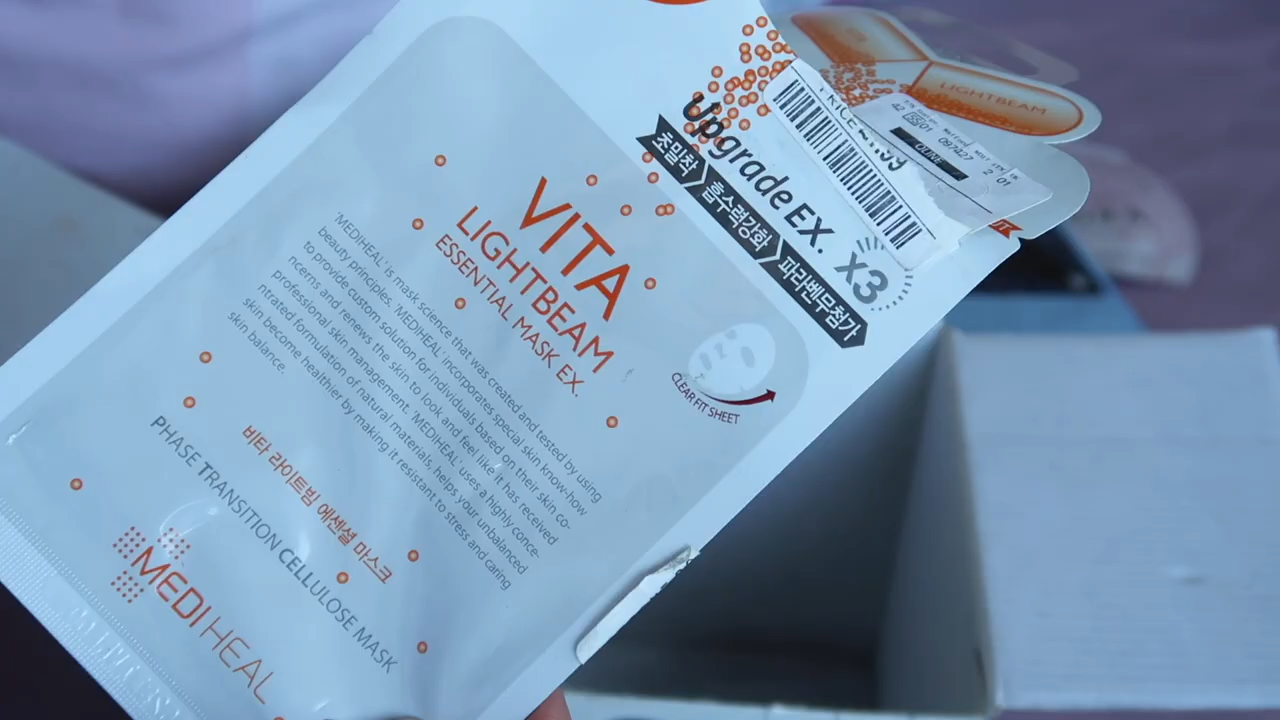 LIGHTBEAM
Upgrade EX. x3
초밀착 흡수력강화 파라벤무첨가
VITA
LIGHTBEAM
ESSENTIAL MASK EX.
CLEAR FIT SHEET
'MEDIHEAL' is mask science that was created and tested by using
beauty principles. 'MEDIHEAL' incorporates special skin know-how
to provide custom solution for individuals based on their skin co-
ncerns and renews the skin to look and feel like it has received
professional skin management. 'MEDIHEAL' uses a highly conce-
ntrated formulation of natural materials, helps your unbalanced
skin become healthier by making it resistant to stress and caring
skin balance.
비타 라이트빔 에센셜 마스크
PHASE TRANSITION CELLULOSE MASK
MEDIHEAL